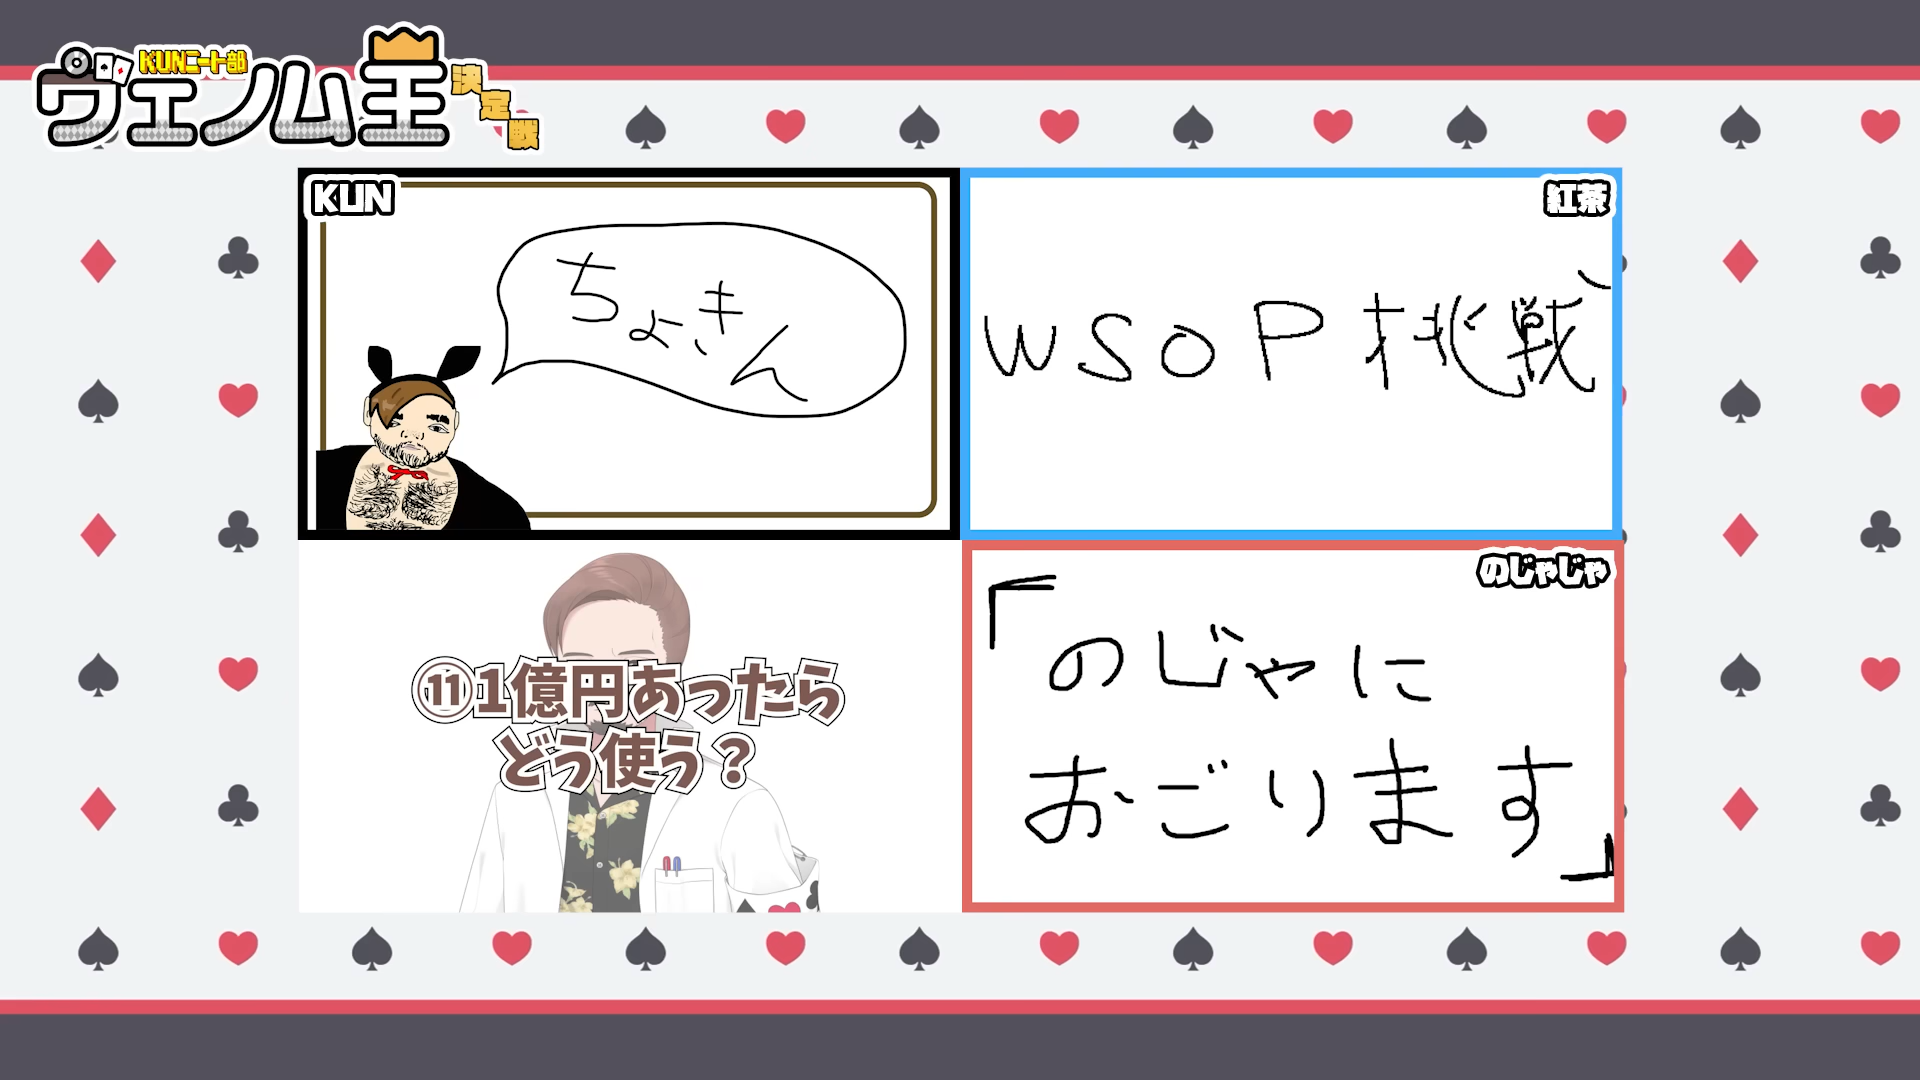 KUNニート部
ヴェノム王決定戦
KUN
ちょきん
紅茶
WSOP挑戦
⑪1億円あったら
どう使う？
のじゃじゃ
「のじゃに
おごります」